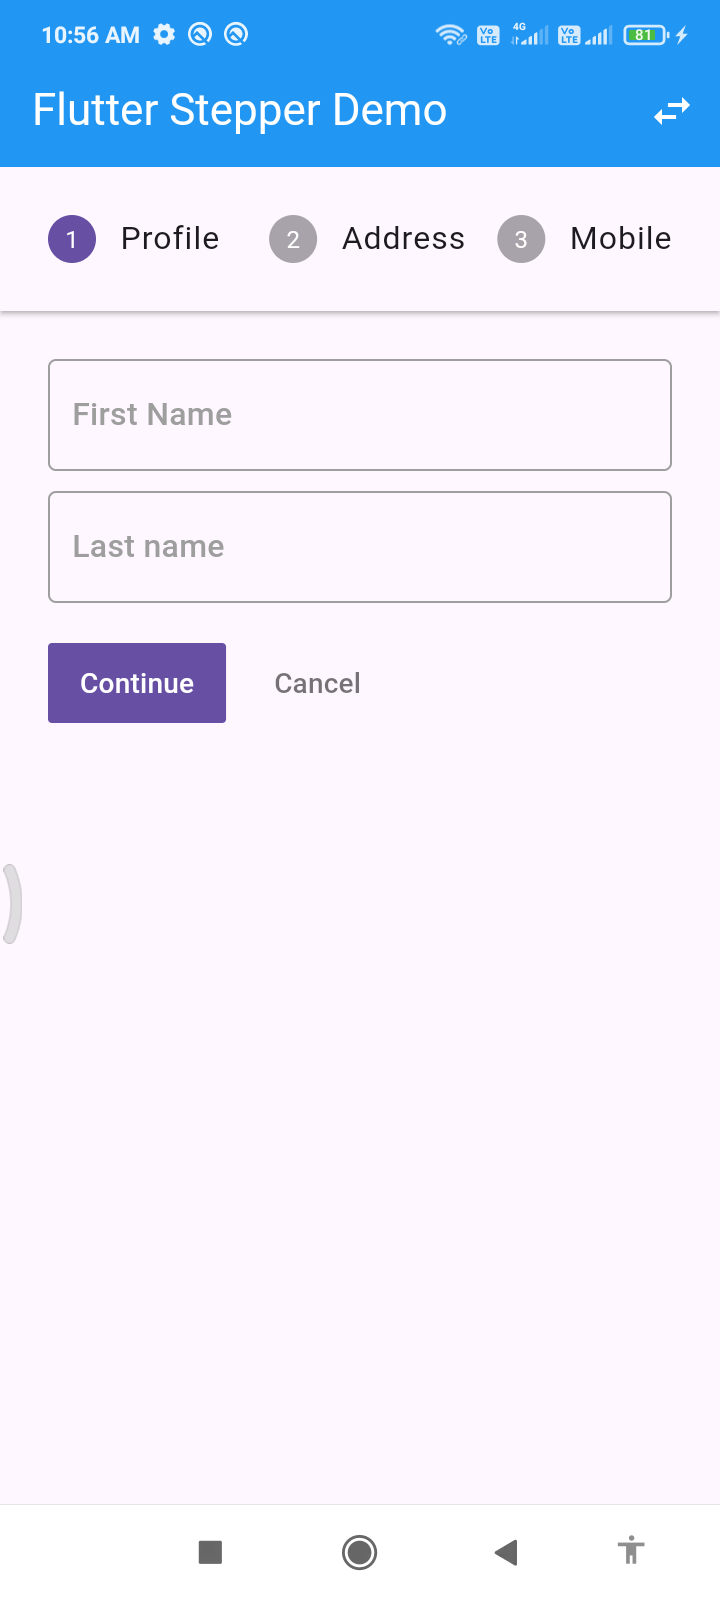 10:56 AM Vo LTE 4G Vo LTE 81
Flutter Stepper Demo
1 Profile 2 Address 3 Mobile
First Name
Last name
Continue Cancel